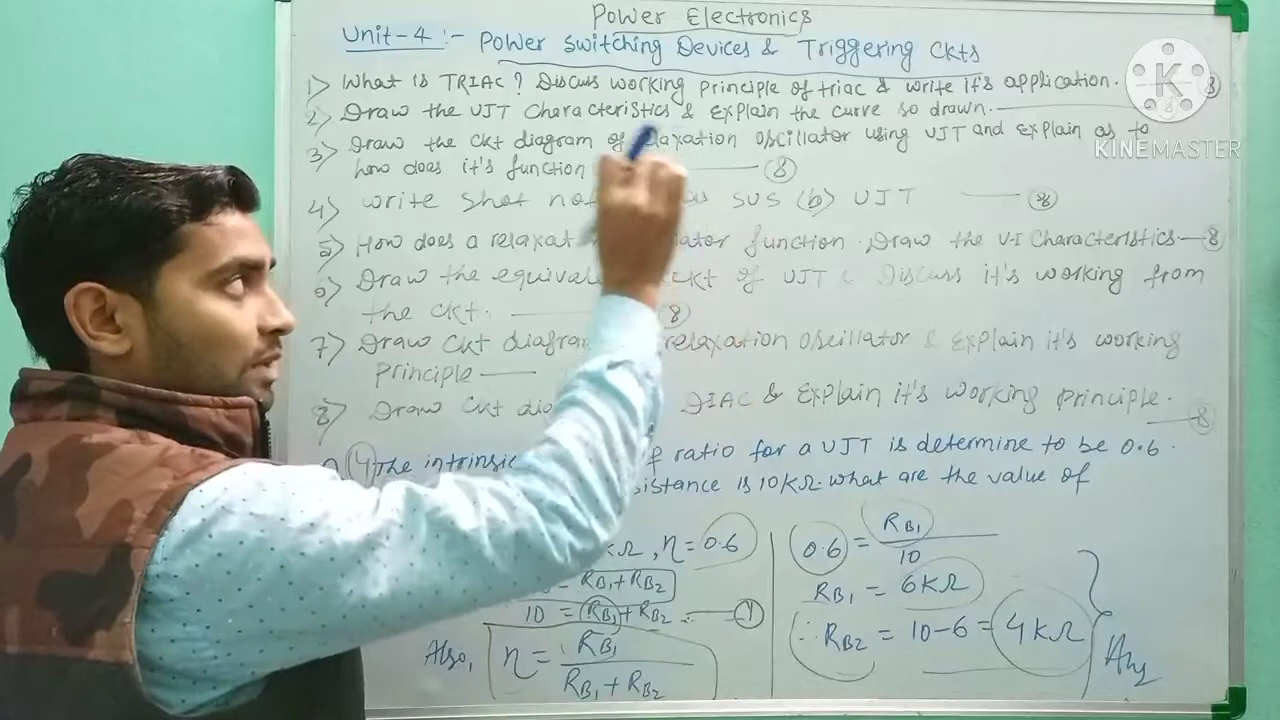 Power Electronics
Unit-4 :- Power Switching Devices & Triggering Ckts
1) What is TRIAC? Discuss working principle of triac & write it's application. 8
2) Draw the UJT Characteristics & Explain the curve so drawn.
3) Draw the Ckt diagram of relaxation oscillator using UJT and Explain as to
how does it's function 8
4) Write Shot SUS (b) UJT 8
5) How does a function. Draw the V-I Characteristics 8
6) Draw the Ckt of UJT & Discuss it's working from
the Ckt. 8
7) Draw Ckt relaxation Oscillator & Explain it's working
principle
8) Draw Ckt DIAC & Explain it's working principle. 8
(4) The ratio for a UJT is determine to be 0.6.
is 10KΩ. what are the value of
, η = 0.6
RB1 + RB2
10 = RB1 + RB2 (1)
Also, η = RB1 / RB1 + RB2
0.6 = RB1 / 10
RB1 = 6KΩ
∴ RB2 = 10-6 = 4KΩ
Ans
K
KINEMASTER